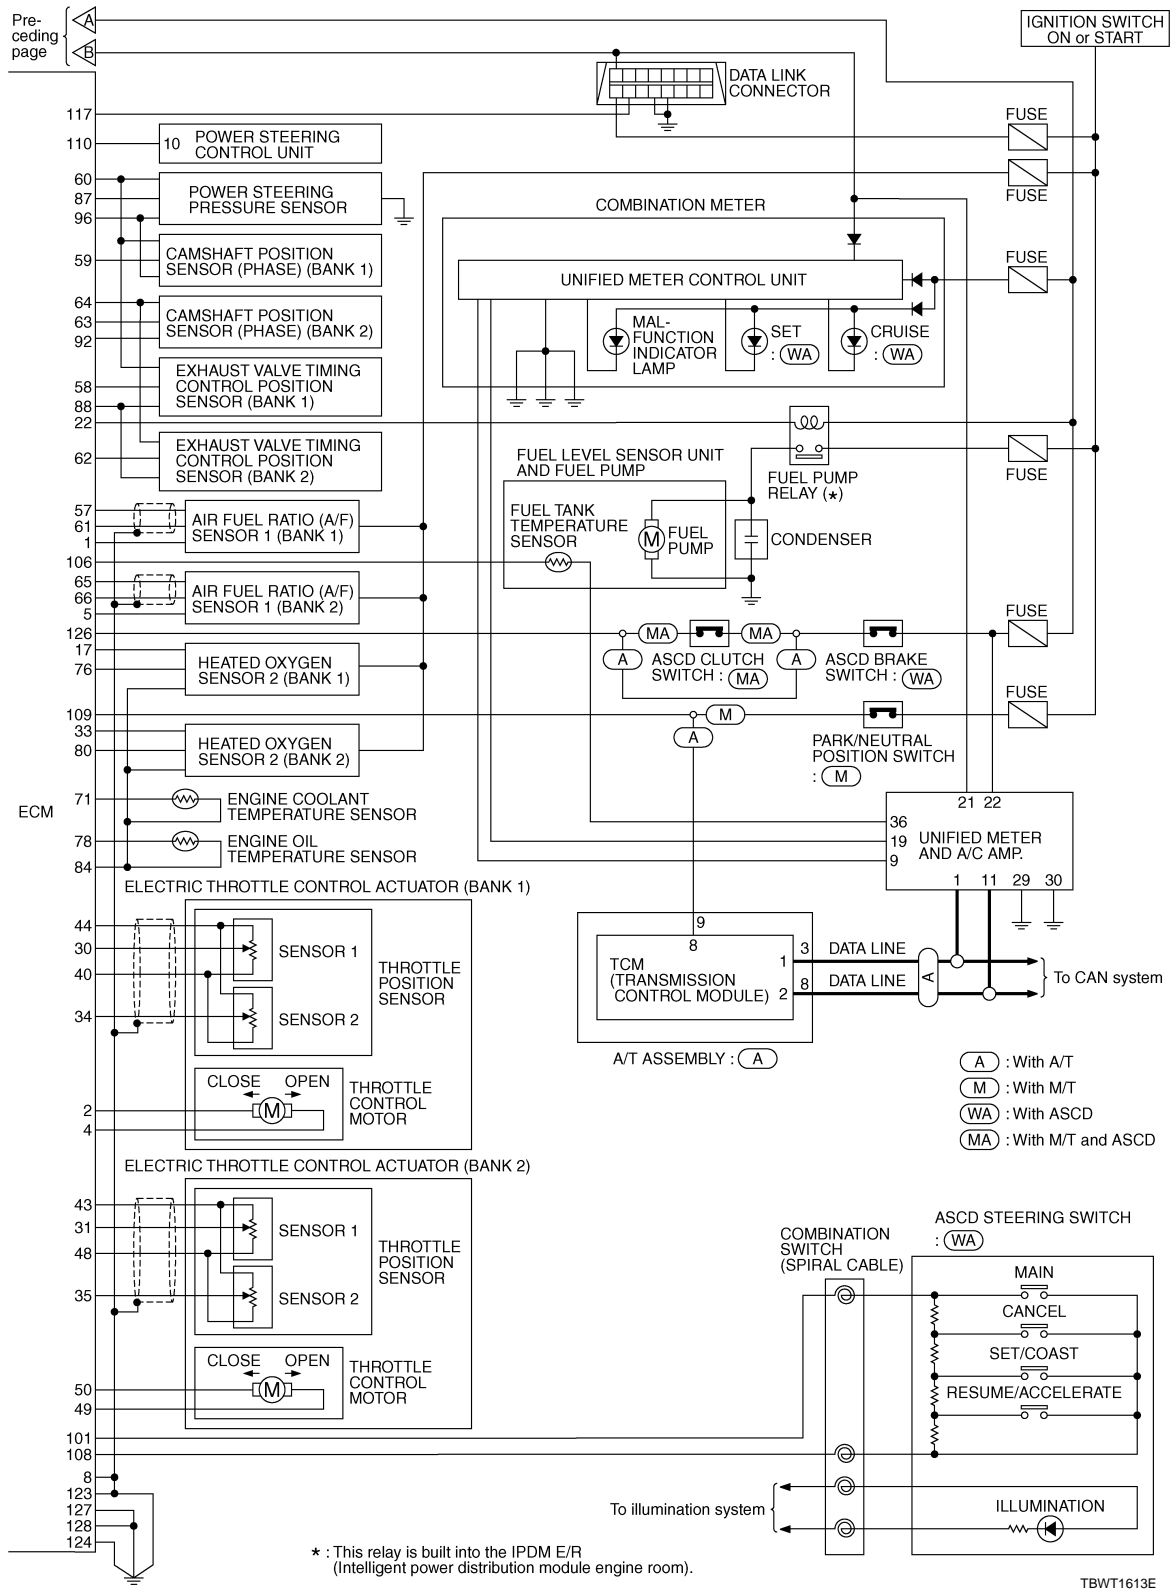 Pre-
ceding
page
A
B
IGNITION SWITCH
ON or START
DATA LINK
CONNECTOR
117
FUSE
110
10 POWER STEERING
CONTROL UNIT
60
87
96
POWER STEERING
PRESSURE SENSOR
FUSE
COMBINATION METER
59
CAMSHAFT POSITION
SENSOR (PHASE) (BANK 1)
FUSE
UNIFIED METER CONTROL UNIT
64
63
92
CAMSHAFT POSITION
SENSOR (PHASE) (BANK 2)
MAL-
FUNCTION
INDICATOR
LAMP
SET
: WA
CRUISE
: WA
58
88
22
EXHAUST VALVE TIMING
CONTROL POSITION
SENSOR (BANK 1)
62
EXHAUST VALVE TIMING
CONTROL POSITION
SENSOR (BANK 2)
FUEL LEVEL SENSOR UNIT
AND FUEL PUMP
FUEL PUMP
RELAY (*)
FUSE
57
61
1
AIR FUEL RATIO (A/F)
SENSOR 1 (BANK 1)
FUEL TANK
TEMPERATURE
SENSOR
M
FUEL
PUMP
CONDENSER
106
65
66
5
AIR FUEL RATIO (A/F)
SENSOR 1 (BANK 2)
FUSE
126
MA
MA
A
A
ASCD CLUTCH
SWITCH : MA
ASCD BRAKE
SWITCH : WA
17
76
HEATED OXYGEN
SENSOR 2 (BANK 1)
FUSE
109
M
A
33
80
HEATED OXYGEN
SENSOR 2 (BANK 2)
PARK/NEUTRAL
POSITION SWITCH
: M
ECM
71
ENGINE COOLANT
TEMPERATURE SENSOR
78
84
ENGINE OIL
TEMPERATURE SENSOR
21 22
36
19
9
UNIFIED METER
AND A/C AMP.
1 11 29 30
ELECTRIC THROTTLE CONTROL ACTUATOR (BANK 1)
44
30
40
34
SENSOR 1
SENSOR 2
THROTTLE
POSITION
SENSOR
9
8
TCM
(TRANSMISSION
CONTROL MODULE)
1
2
3
8
DATA LINE
DATA LINE
A
To CAN system
A/T ASSEMBLY : A
A : With A/T
M : With M/T
WA : With ASCD
MA : With M/T and ASCD
CLOSE OPEN
M
THROTTLE
CONTROL
MOTOR
2
4
ELECTRIC THROTTLE CONTROL ACTUATOR (BANK 2)
43
31
48
35
SENSOR 1
SENSOR 2
THROTTLE
POSITION
SENSOR
COMBINATION
SWITCH
(SPIRAL CABLE)
ASCD STEERING SWITCH
: WA
MAIN
CANCEL
SET/COAST
RESUME/ACCELERATE
CLOSE OPEN
M
THROTTLE
CONTROL
MOTOR
50
49
101
108
8
123
127
128
124
To illumination system
ILLUMINATION
* : This relay is built into the IPDM E/R
(Intelligent power distribution module engine room).
TBWT1613E